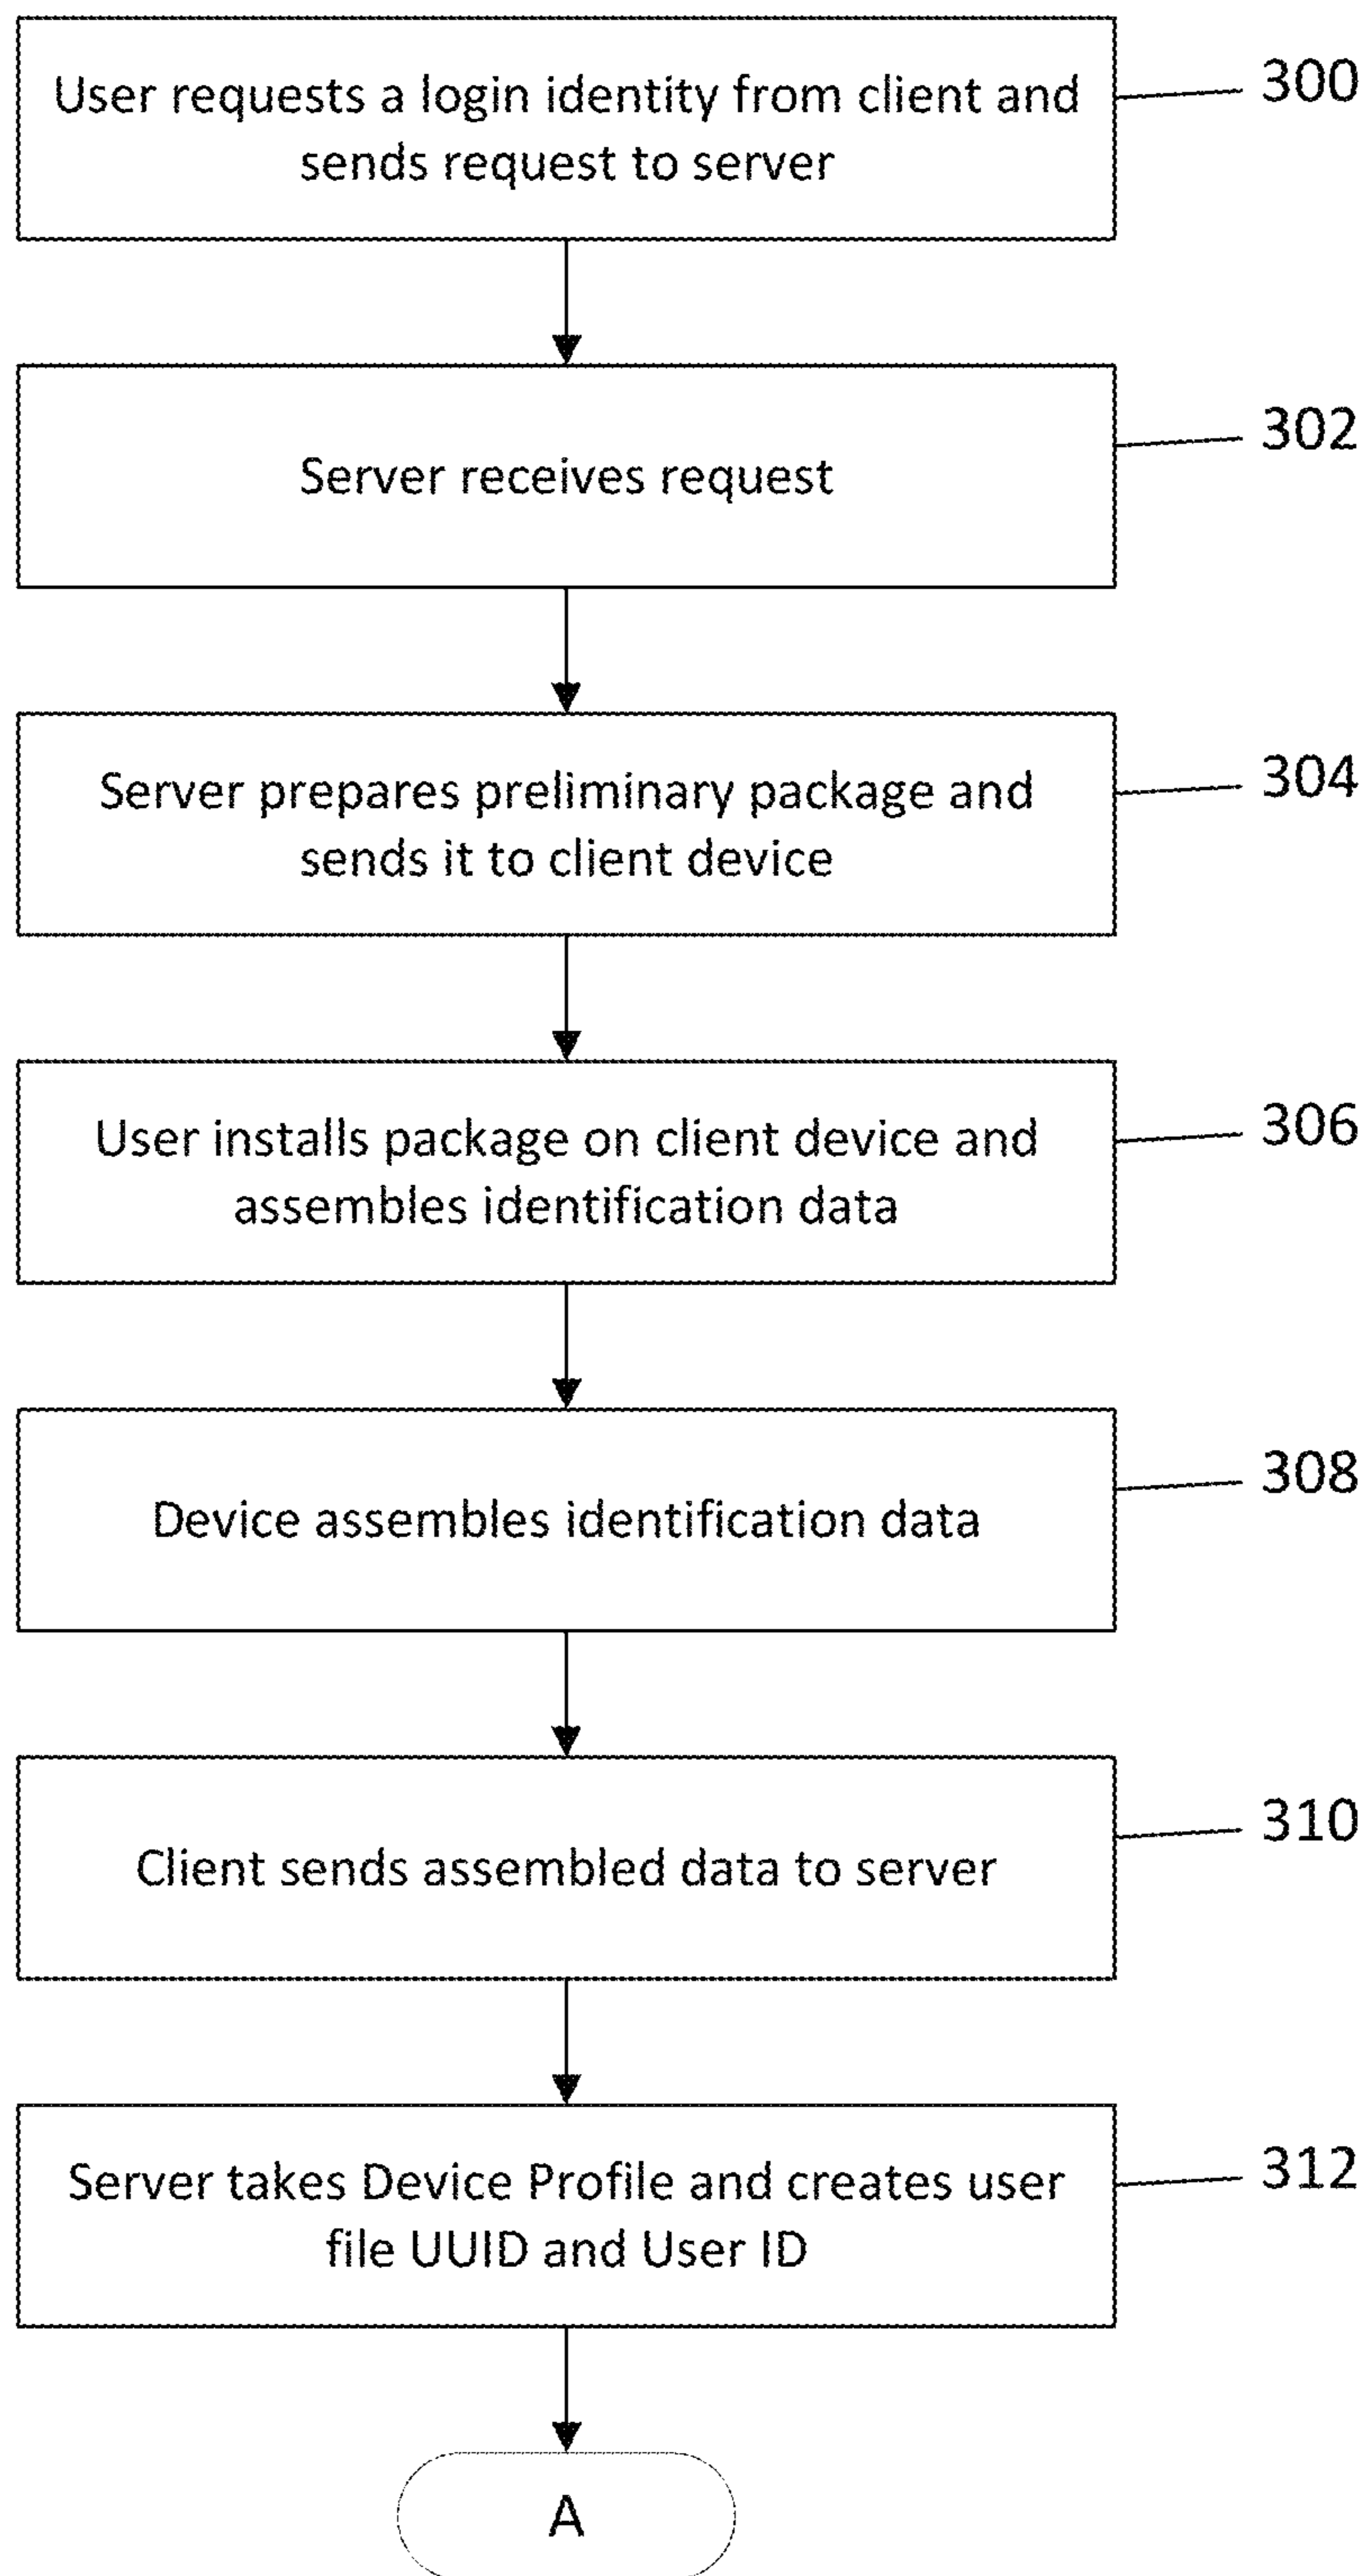 User requests a login identity from client and
sends request to server
300
Server receives request
302
Server prepares preliminary package and
sends it to client device
304
User installs package on client device and
assembles identification data
306
Device assembles identification data
308
Client sends assembled data to server
310
Server takes Device Profile and creates user
file UUID and User ID
312
A